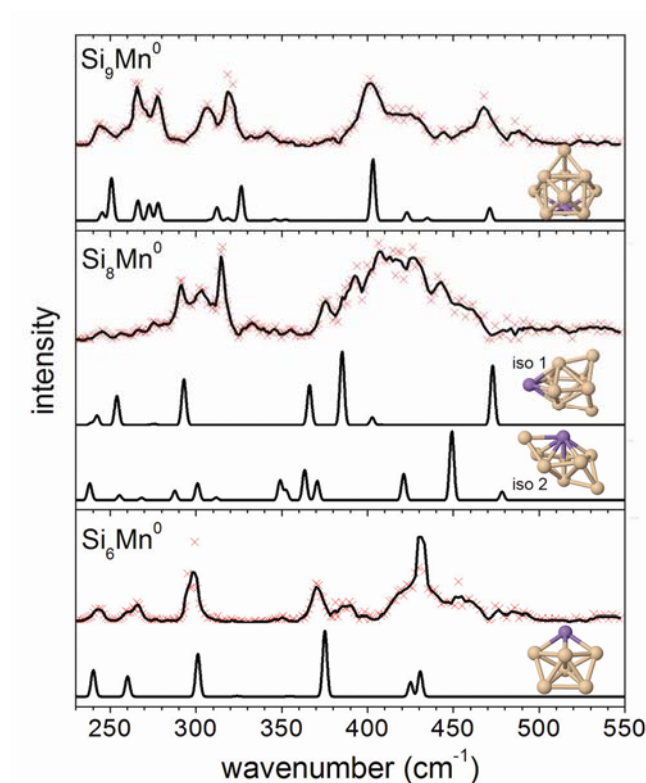 Si₉Mn⁰
Si₈Mn⁰
iso 1
iso 2
Si₆Mn⁰
intensity
250 300 350 400 450 500 550
wavenumber (cm⁻¹)